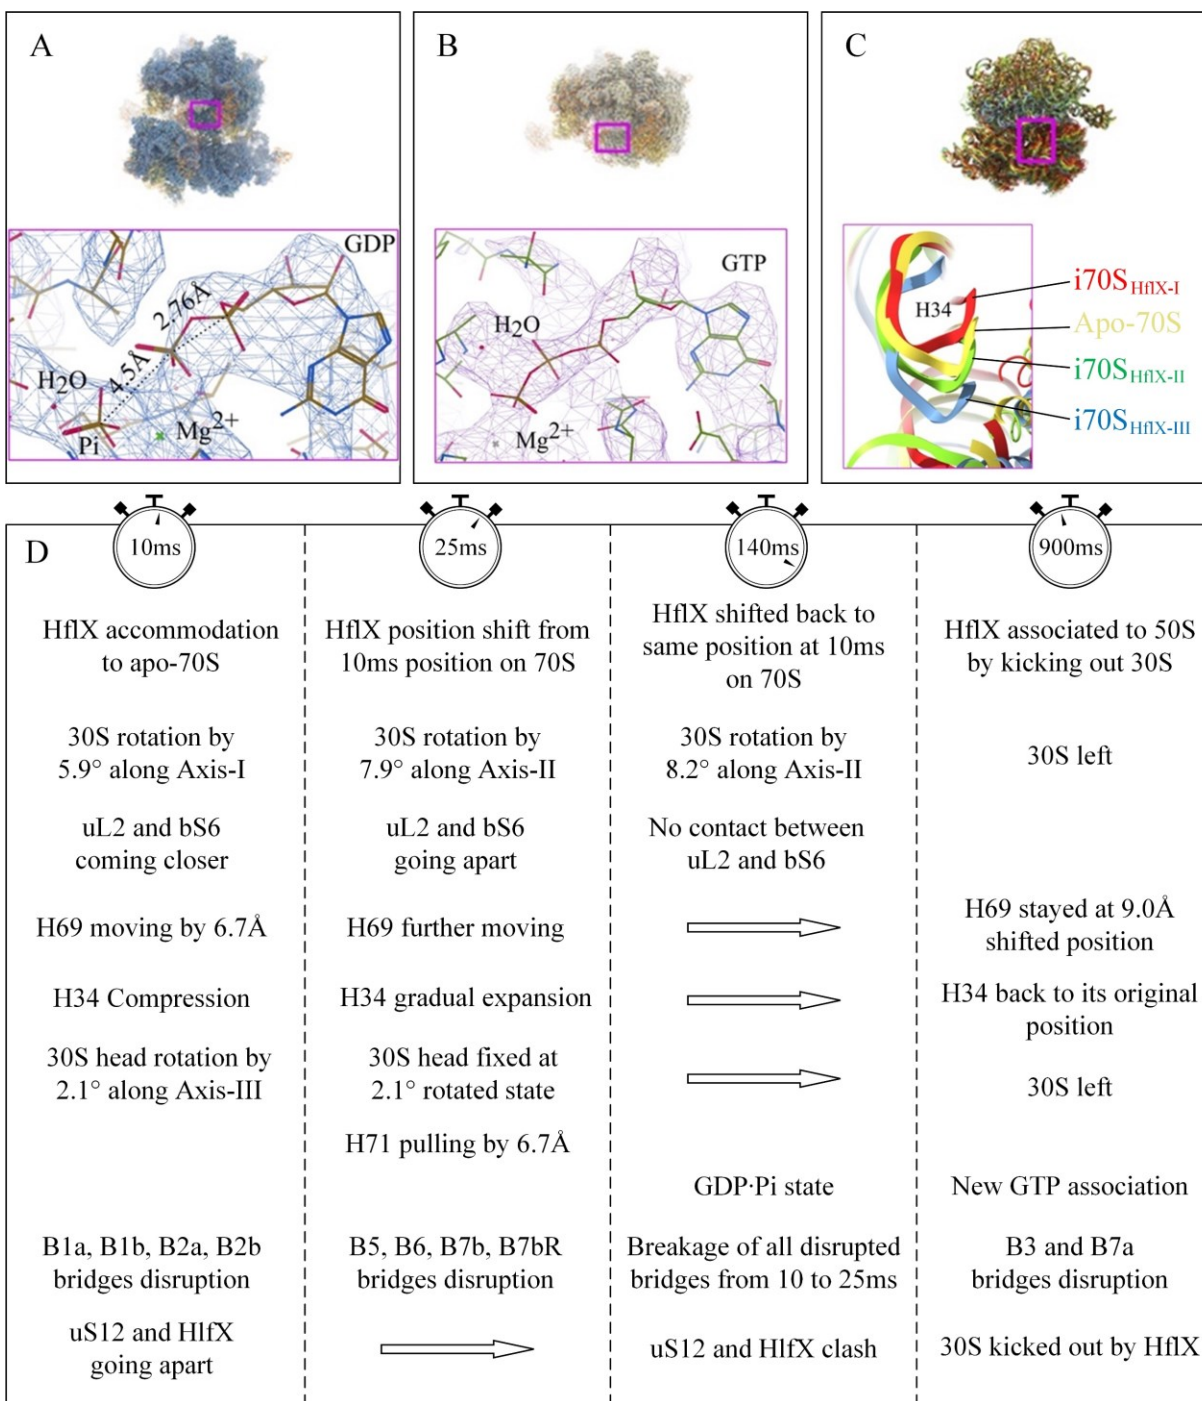 A
GDP
2.76Å
4.5Å
H2O
Pi
Mg2+
B
GTP
H2O
Mg2+
C
H34
i70SHflX-I
Apo-70S
i70SHflX-II
i70SHflX-III
D
10ms
HflX accommodation
to apo-70S
30S rotation by
5.9° along Axis-I
uL2 and bS6
coming closer
H69 moving by 6.7Å
H34 Compression
30S head rotation by
2.1° along Axis-III
B1a, B1b, B2a, B2b
bridges disruption
uS12 and HlfX
going apart
25ms
HflX position shift from
10ms position on 70S
30S rotation by
7.9° along Axis-II
uL2 and bS6
going apart
H69 further moving
H34 gradual expansion
30S head fixed at
2.1° rotated state
H71 pulling by 6.7Å
B5, B6, B7b, B7bR
bridges disruption
140ms
HflX shifted back to
same position at 10ms
on 70S
30S rotation by
8.2° along Axis-II
No contact between
uL2 and bS6
GDP·Pi state
Breakage of all disrupted
bridges from 10 to 25ms
uS12 and HlfX clash
900ms
HflX associated to 50S
by kicking out 30S
30S left
H69 stayed at 9.0Å
shifted position
H34 back to its original
position
30S left
New GTP association
B3 and B7a
bridges disruption
30S kicked out by HflX